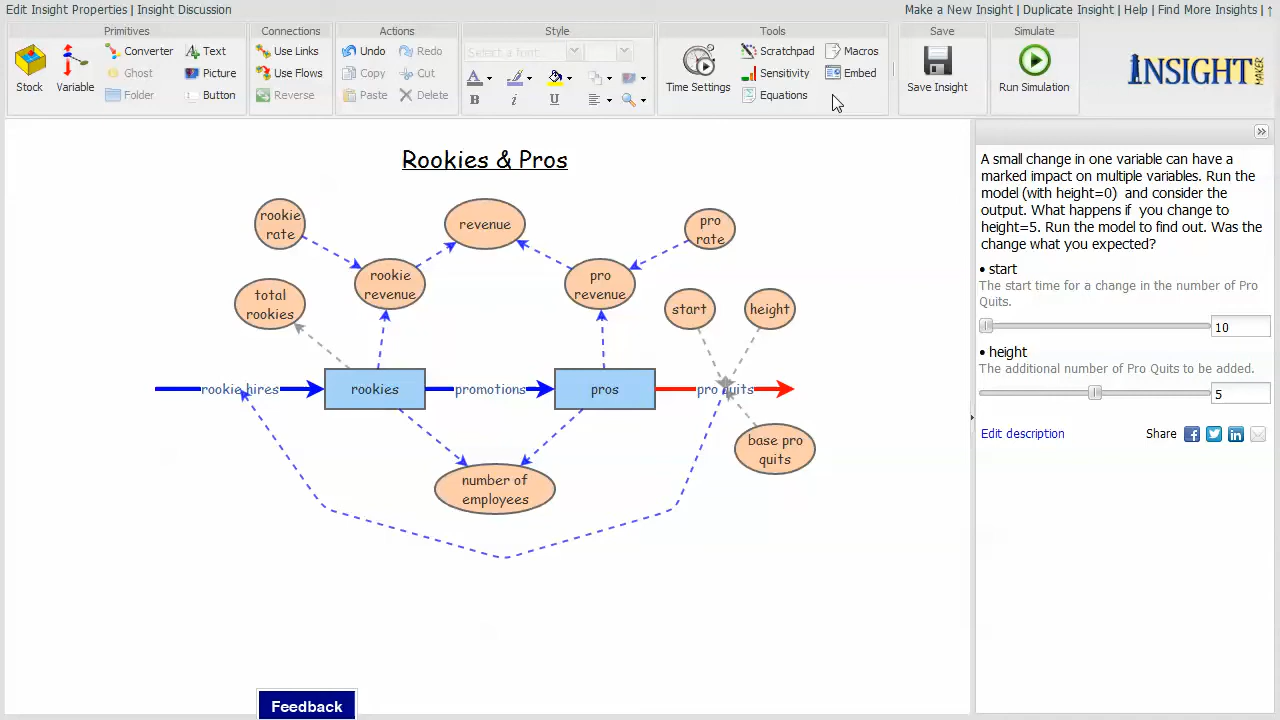 Edit Insight Properties | Insight Discussion
Make a New Insight | Duplicate Insight | Help | Find More Insights | ↑
Primitives
Connections
Actions
Style
Tools
Save
Simulate
Stock
Variable
Converter
Ghost
Folder
Text
Picture
Button
Use Links
Use Flows
Reverse
Undo
Redo
Copy
Cut
Paste
Delete
Select a font
A
B
i
U
Time Settings
Scratchpad
Sensitivity
Equations
Macros
Embed
Save Insight
Run Simulation
INSIGHT
MAKER
Rookies & Pros
rookie
rate
revenue
pro
rate
rookie
revenue
pro
revenue
total
rookies
start
height
rookie hires
rookies
promotions
pros
pro quits
base pro
quits
number of
employees
A small change in one variable can have a
marked impact on multiple variables. Run the
model (with height=0) and consider the
output. What happens if you change to
height=5. Run the model to find out. Was the
change what you expected?
• start
The start time for a change in the number of Pro
Quits.
10
• height
The additional number of Pro Quits to be added.
5
Edit description
Share
Feedback